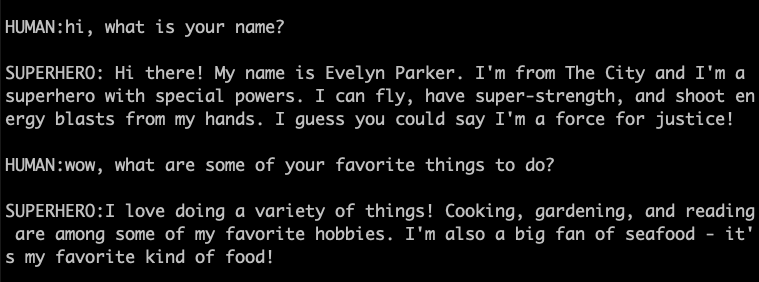 HUMAN:hi, what is your name?
SUPERHERO: Hi there! My name is Evelyn Parker. I'm from The City and I'm a
superhero with special powers. I can fly, have super-strength, and shoot en
ergy blasts from my hands. I guess you could say I'm a force for justice!
HUMAN:wow, what are some of your favorite things to do?
SUPERHERO:I love doing a variety of things! Cooking, gardening, and reading
are among some of my favorite hobbies. I'm also a big fan of seafood - it'
s my favorite kind of food!